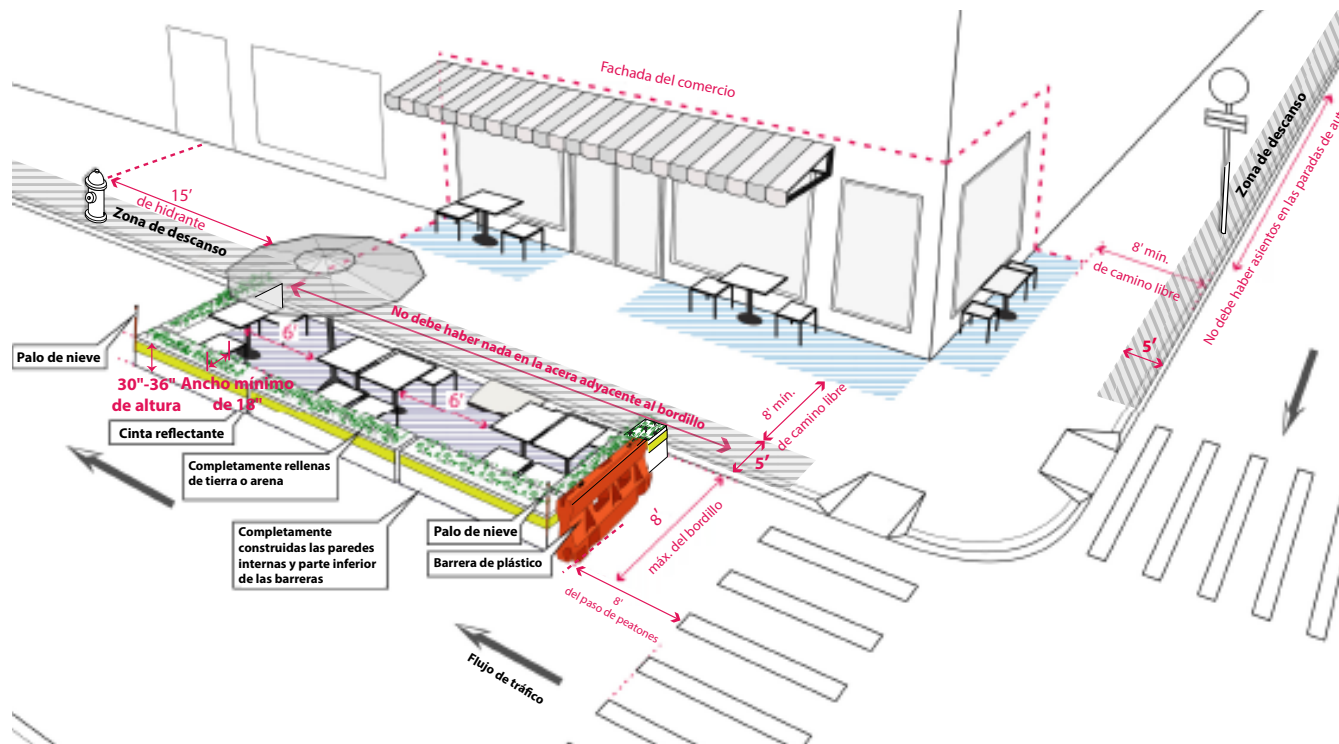 Fachada del comercio
15'
de hidrante
Zona de descanso
Zona de descanso
No debe haber asientos en las paradas de aut
8' min.
de camino libre
5'
No debe haber nada en la acera adyacente al bordillo
6'
6'
Palo de nieve
30"-36"
de altura
Ancho mínimo
de 18"
Cinta reflectante
Completamente rellenas
de tierra o arena
Completamente
construidas las paredes
internas y parte inferior
de las barreras
Palo de nieve
Barrera de plástico
8' min.
de camino libre
5'
8'
máx. del bordillo
8'
del paso de peatones
Flujo de tráfico